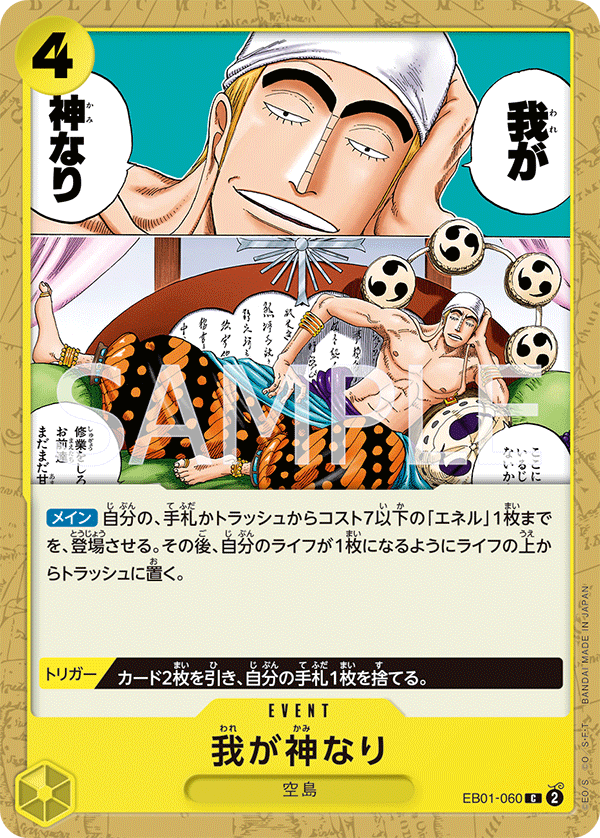 4
我が
神なり
ここに
いるじ
ないか
修業をしろ
お前達
まだまだ甘
SAMPLE
メイン 自分の、手札かトラッシュからコスト7以下の「エネル」1枚まで
を、登場させる。その後、自分のライフが1枚になるようにライフの上か
らトラッシュに置く。
トリガー カード2枚を引き、自分の手札1枚を捨てる。
EVENT
我が神なり
空島
EB01-060 C 2
©E.O.S. ©O. S・F・T BANDAI MADE IN JAPAN